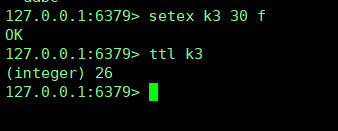 127.0.0.1:6379> setex k3 30 f
OK
127.0.0.1:6379> ttl k3
(integer) 26
127.0.0.1:6379>